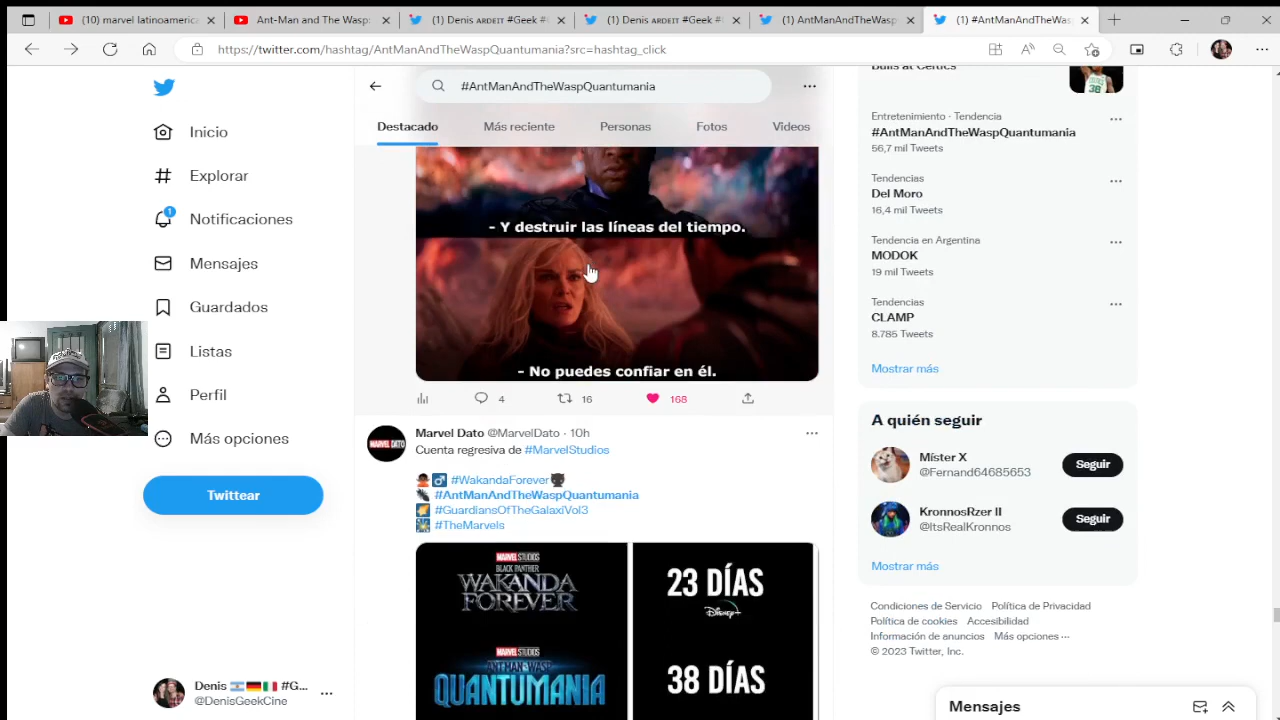 (1) marvel latinoamerica
Ant-Man and The Wasp
(1) Denis ᴀʀᴅᴇɪᴛ #Geek #
(1) Denis ᴀʀᴅᴇɪᴛ #Geek #
(1) #AntManAndTheWasp
(1) #AntManAndTheWasp
https://twitter.com/hashtag/AntManAndTheWaspQuantumania?src=hashtag_click
#AntManAndTheWaspQuantumania
Destacado
Más reciente
Personas
Fotos
Videos
Inicio
Explorar
1
Notificaciones
Mensajes
Guardados
Listas
Perfil
Más opciones
Twittear
Denis #G...
@DenisGeekCine
- Y destruir las líneas del tiempo.
- No puedes confiar en él.
4
16
168
MARVEL DATO
Marvel Dato @MarvelDato · 10h
Cuenta regresiva de #MarvelStudios
#WakandaForever
#AntManAndTheWaspQuantumania
#GuardiansOfTheGalaxiVol3
#TheMarvels
MARVEL STUDIOS
BLACK PANTHER
WAKANDA
FOREVER
23 DÍAS
Disney+
MARVEL STUDIOS
ANT-MAN AND THE WASP
QUANTUMANIA
38 DÍAS
Bulls at Celtics
Entretenimiento · Tendencia
#AntManAndTheWaspQuantumania
56,7 mil Tweets
Tendencias
Del Moro
16,4 mil Tweets
Tendencia en Argentina
MODOK
19 mil Tweets
Tendencias
CLAMP
8.785 Tweets
Mostrar más
A quién seguir
Míster X
@Fernand64685653
Seguir
KronnosRzer II
@ItsRealKronnos
Seguir
Mostrar más
Condiciones de Servicio Política de Privacidad
Política de cookies Accesibilidad
Información de anuncios Más opciones ···
© 2023 Twitter, Inc.
Mensajes